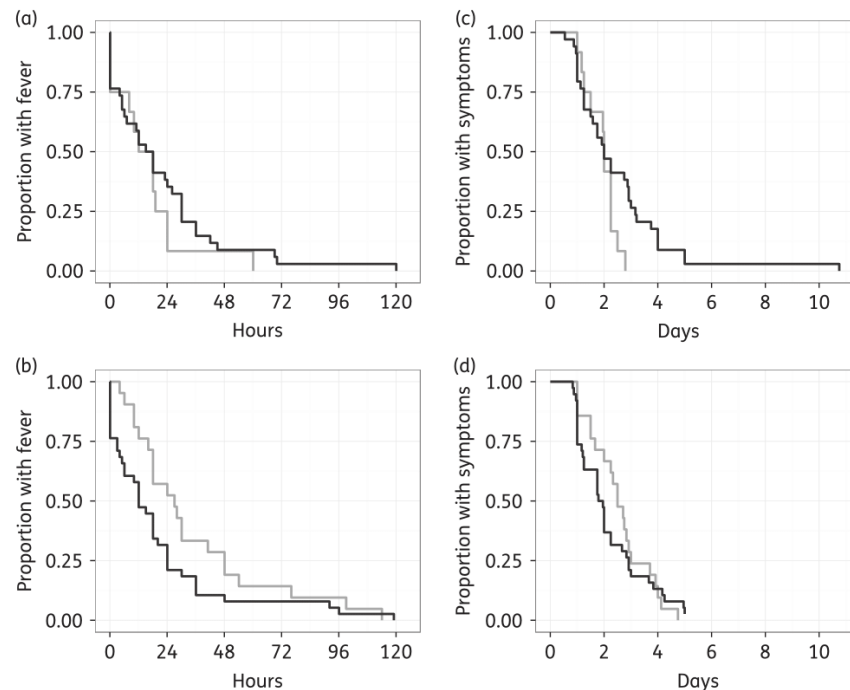 (a)
1.00
0.75
0.50
0.25
0.00
Proportion with fever
0 24 48 72 96 120
Hours
(c)
1.00
0.75
0.50
0.25
0.00
Proportion with symptoms
0 2 4 6 8 10
Days
(b)
1.00
0.75
0.50
0.25
0.00
Proportion with fever
0 24 48 72 96 120
Hours
(d)
1.00
0.75
0.50
0.25
0.00
Proportion with symptoms
0 2 4 6 8 10
Days